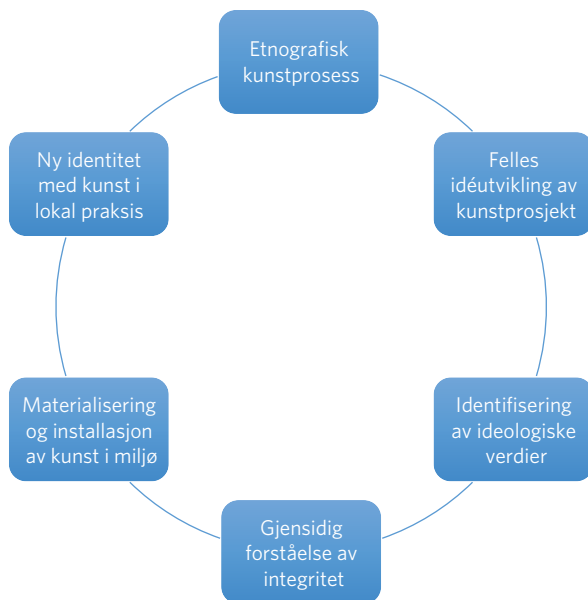 Etnografisk
kunstprosess
Felles
idéutvikling av
kunstprosjekt
Identifisering
av ideologiske
verdier
Gjensidig
forståelse av
integritet
Materialisering
og installasjon
av kunst i miljø
Ny identitet
med kunst i
lokal praksis